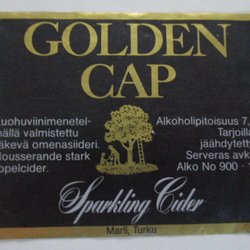 GOLDEN
CAP
kuohuviinimenetel-
mällä valmistettu
väkevä omenasiideri.
Mousserande stark
äppelcider.
Alkoholipitoisuus 7,
Tarjoilla
jäähdytett
Serveras avk
Alko No 900 ·
Sparkling Cider
Marli, Turku